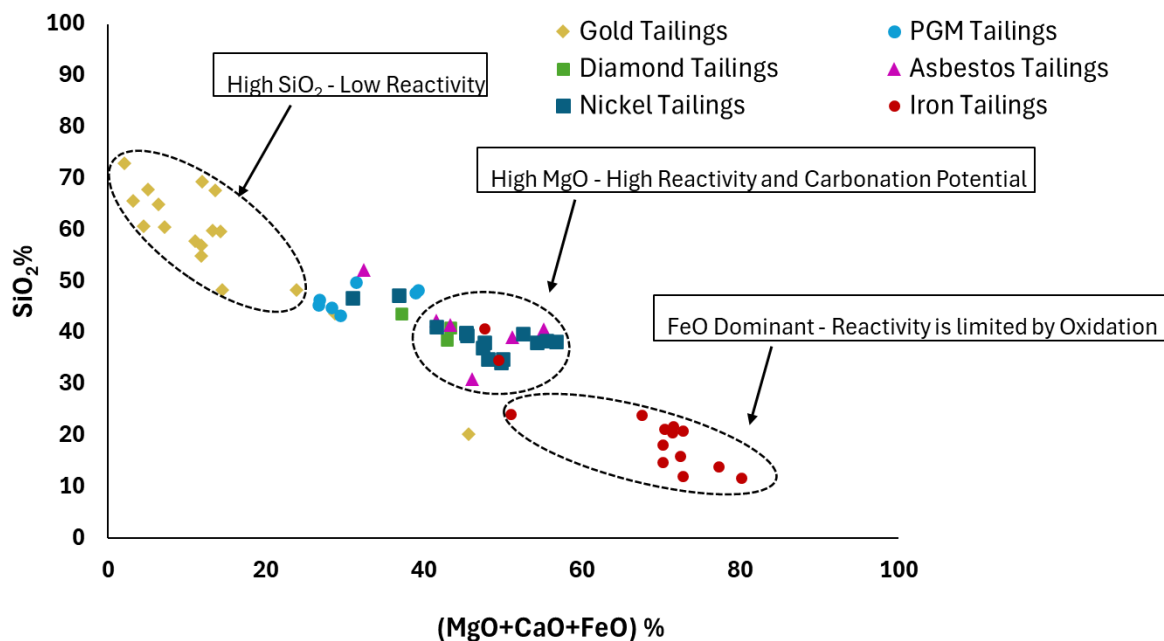 100
90
80
70
60
50
40
30
20
10
0
SiO₂%
Gold Tailings
PGM Tailings
Diamond Tailings
Asbestos Tailings
Nickel Tailings
Iron Tailings
High SiO₂ - Low Reactivity
High MgO - High Reactivity and Carbonation Potential
FeO Dominant - Reactivity is limited by Oxidation
0 20 40 60 80 100
(MgO+CaO+FeO) %